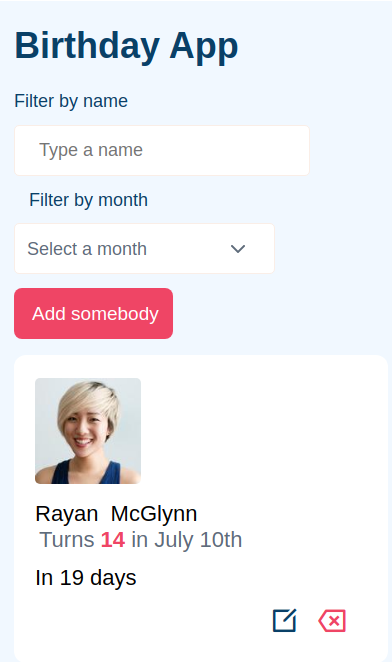 Birthday App
Filter by name
Type a name
Filter by month
Select a month
Add somebody
Rayan  McGlynn
Turns 14 in July 10th
In 19 days